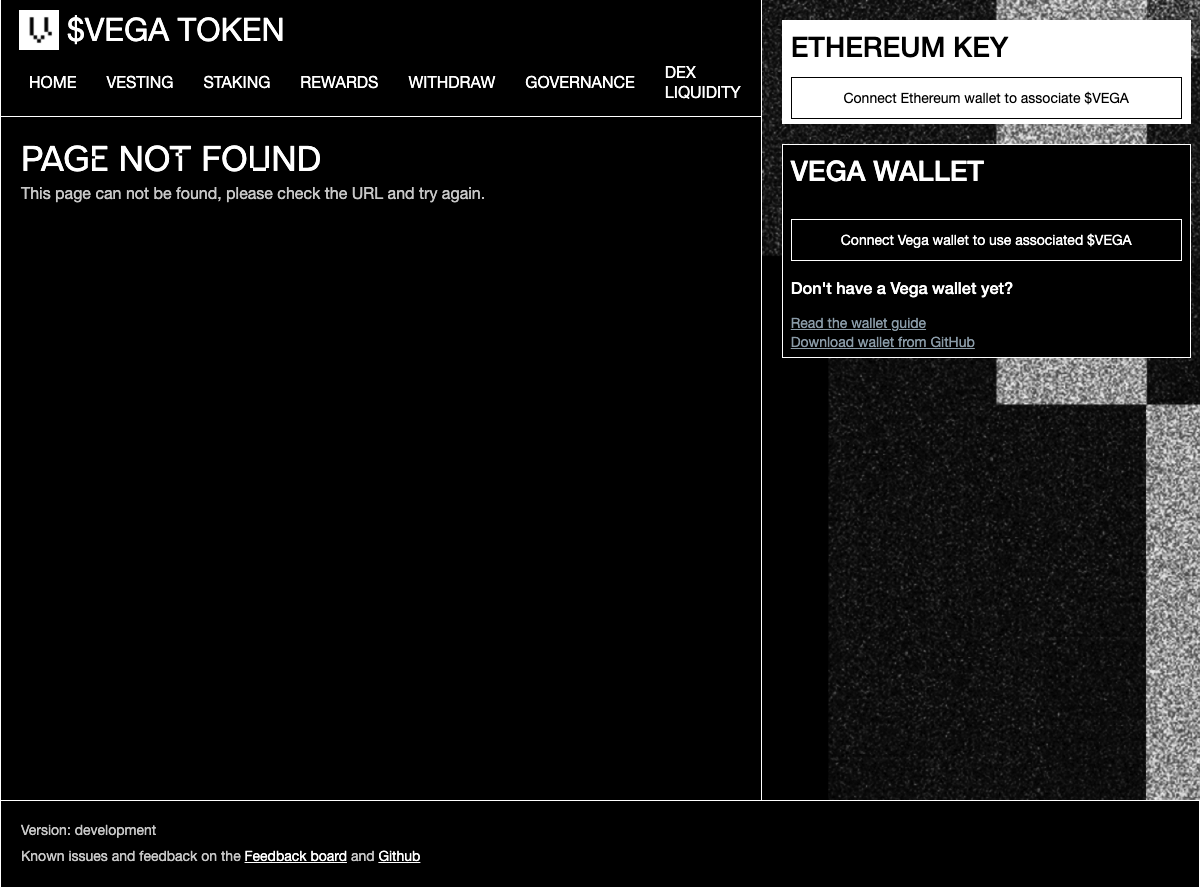 $VEGA TOKEN
HOME VESTING STAKING REWARDS WITHDRAW GOVERNANCE DEX
LIQUIDITY
PAGE NOT FOUND
This page can not be found, please check the URL and try again.
ETHEREUM KEY
Connect Ethereum wallet to associate $VEGA
VEGA WALLET
Connect Vega wallet to use associated $VEGA
Don't have a Vega wallet yet?
Read the wallet guide
Download wallet from GitHub
Version: development
Known issues and feedback on the Feedback board and Github